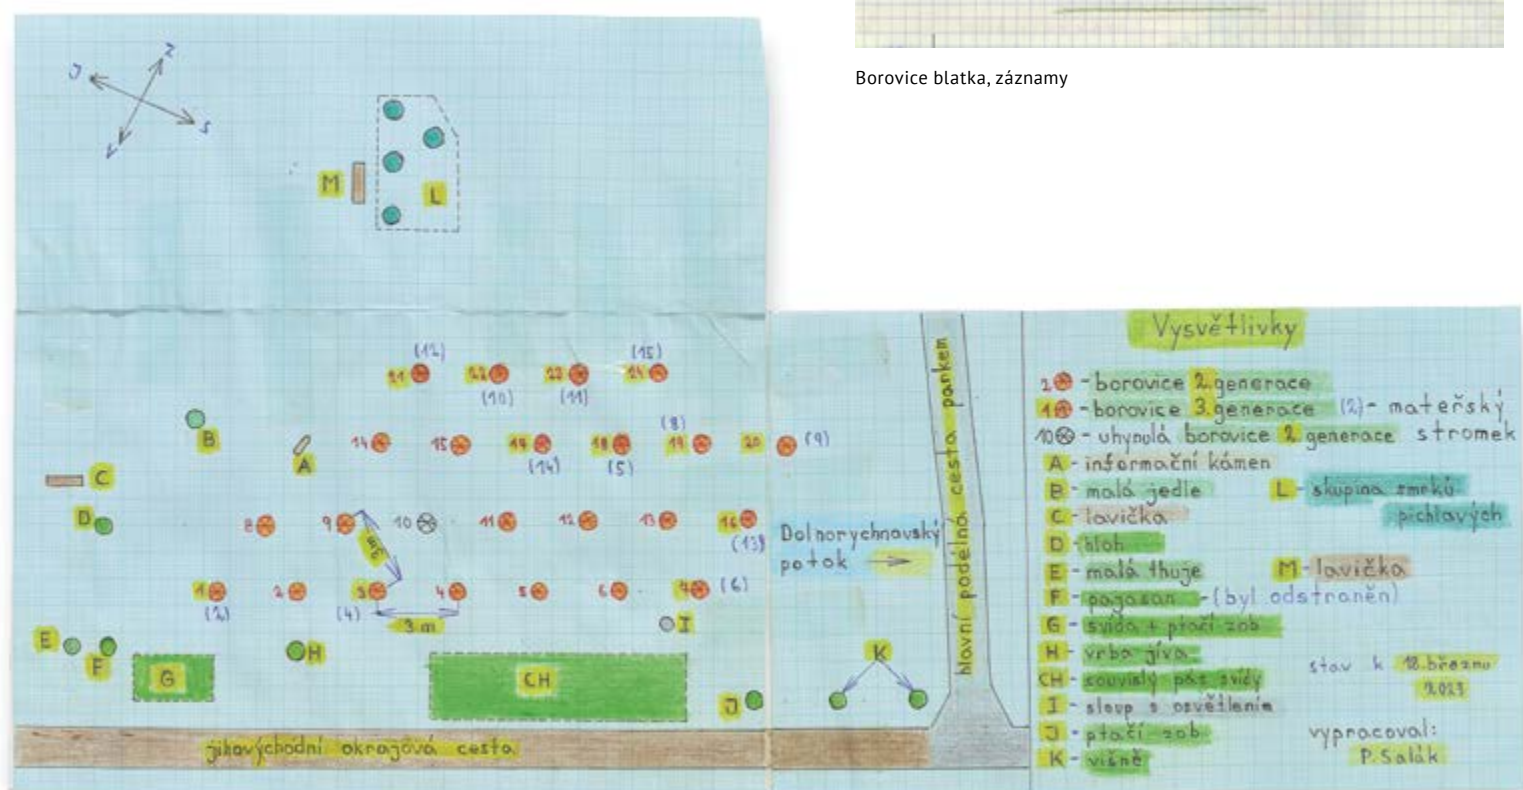 Borovice blatka, záznamy
J
Z
S
V
M
L
(12)
(15)
21
22
23
24
(10)
(11)
(8)
B
A
14
15
17
18
19
20
(9)
(14)
(5)
C
D
8
9
10
11
12
13
16
(13)
3m
1
2
3
4
5
6
7
(6)
(2)
(4)
3 m
I
E
F
G
H
CH
J
K
Dolnorychnovský
potok
hlavní podélná cesta parkem
jihovýchodní okrajová cesta
Vysvětlivky
2 - borovice 2. generace
1 - borovice 3. generace (2) - mateřský
stromek
10 - uhynulá borovice 2. generace
A - informační kámen
B - malá jedle
C - lavička
D - hloh
E - malá thuje
F - pajasan - (byl odstraněn)
G - svída + ptačí zob
H - vrba jíva
CH - souvislý pás svídy
I - sloup s osvětlením
J - ptačí zob
K - višně
L - skupina smrků
pichlavých
M - lavička
stav k 18. březnu
2023
vypracoval:
P. Salák